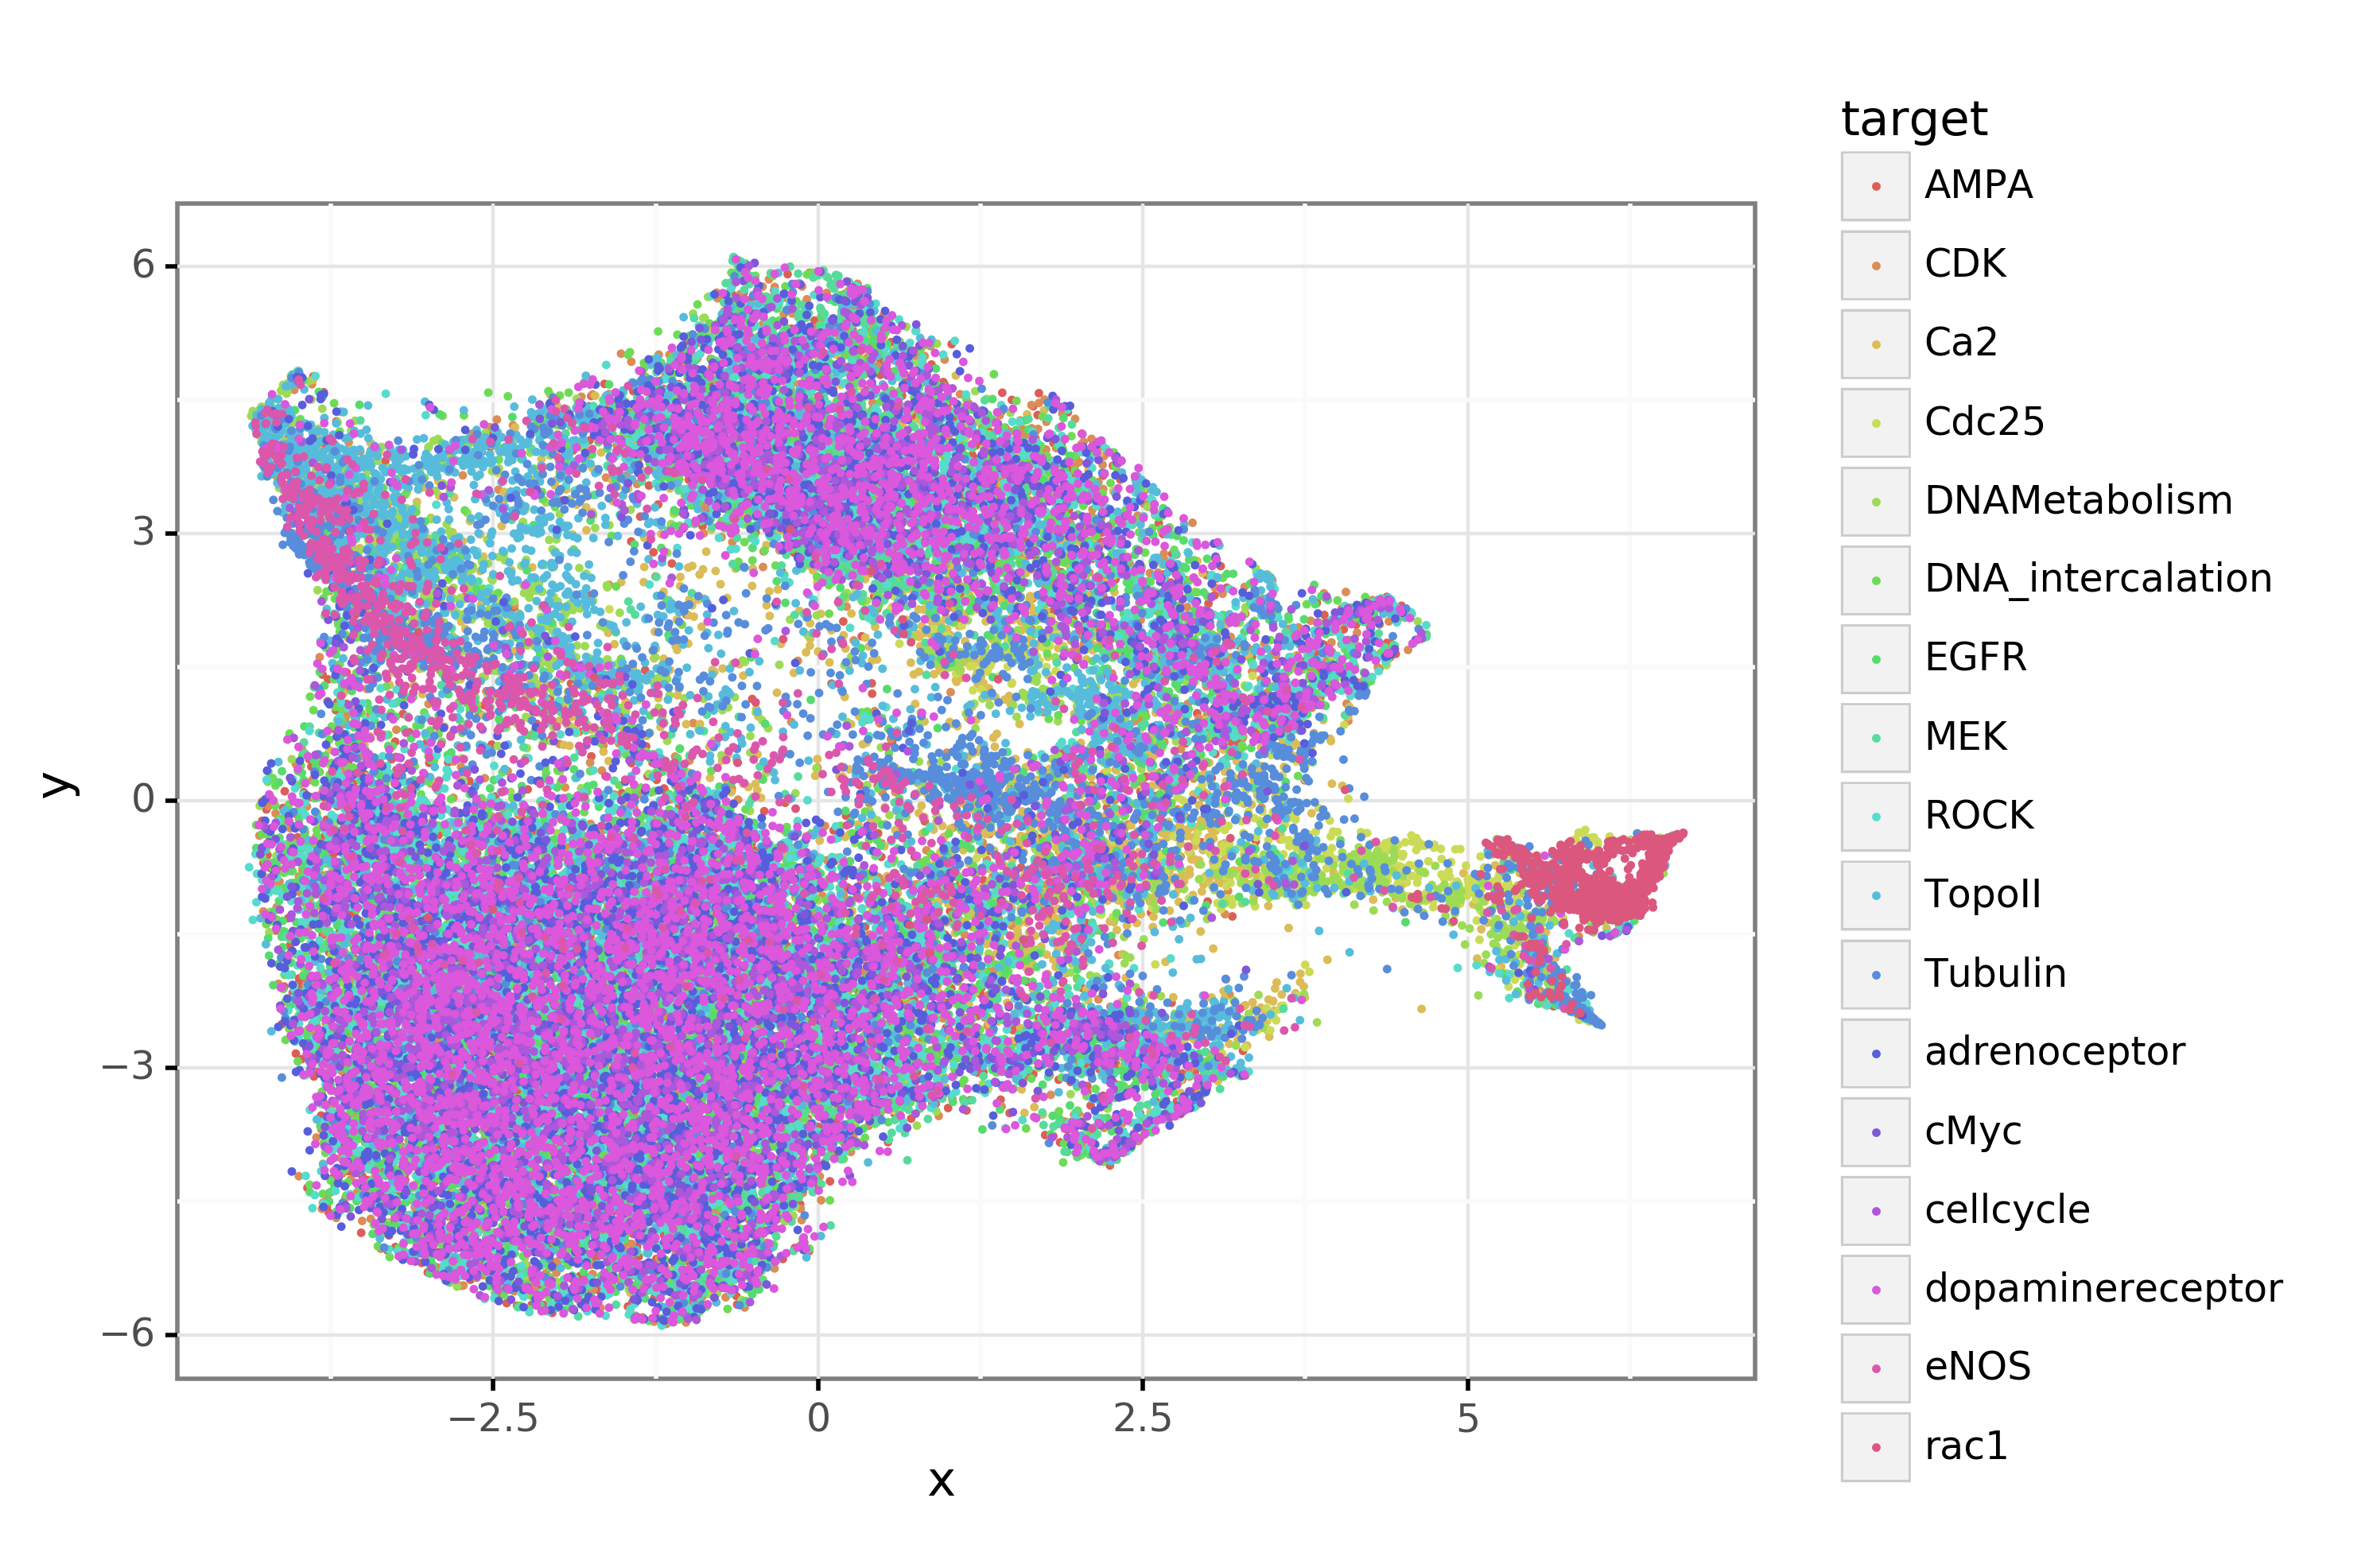 target
AMPA
CDK
Ca2
Cdc25
DNAMetabolism
DNA_intercalation
EGFR
MEK
ROCK
TopoII
Tubulin
adrenoceptor
cMyc
cellcycle
dopaminereceptor
eNOS
rac1
6
3
0
−3
−6
y
−2.5 0 2.5 5
x